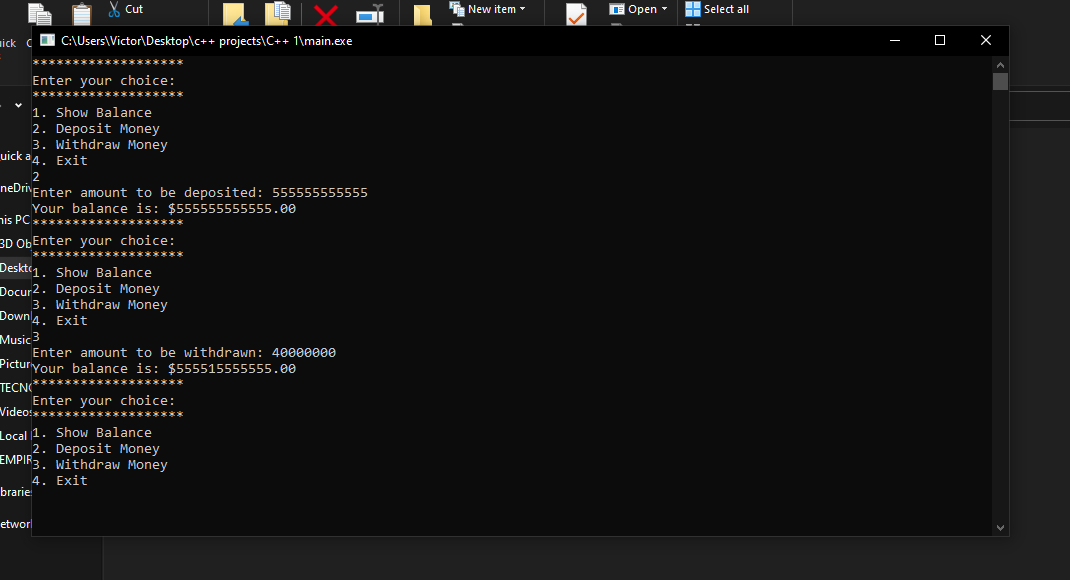 Cut
New item
Open
Select all
C:\Users\Victor\Desktop\c++ projects\C++ 1\main.exe
*******************
Enter your choice:
*******************
1. Show Balance
2. Deposit Money
3. Withdraw Money
4. Exit
2
Enter amount to be deposited: 555555555555
Your balance is: $555555555555.00
*******************
Enter your choice:
*******************
1. Show Balance
2. Deposit Money
3. Withdraw Money
4. Exit
3
Enter amount to be withdrawn: 40000000
Your balance is: $555515555555.00
*******************
Enter your choice:
*******************
1. Show Balance
2. Deposit Money
3. Withdraw Money
4. Exit
uick
uick a
neDriv
his PC
3D Ob
Deskto
Docur
Downl
Music
Pictur
TECNO
Videos
Local
EMPIR
braries
etwor